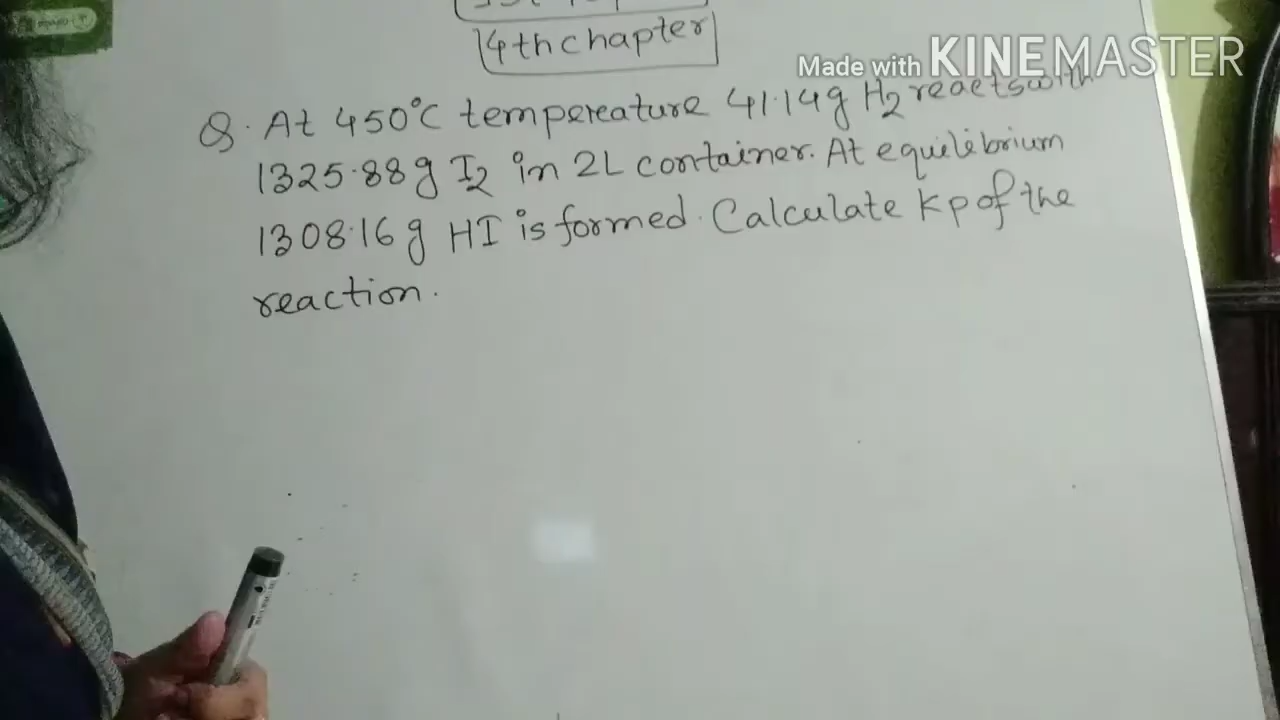 4th chapter
Made with KINEMASTER
Q. At 450°C tempereature 41.14g H2 reacts with
1325.88g I2 in 2L container. At equilibrium
1308.16g HI is formed. Calculate Kp of the
reaction.